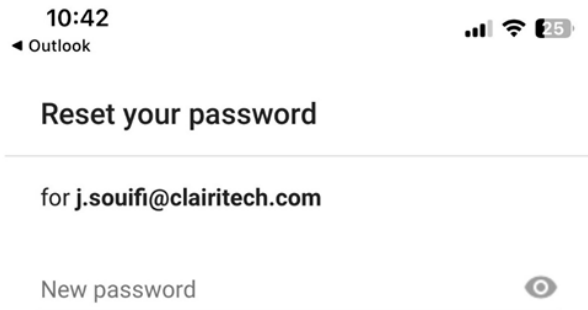 10:42
25
◄ Outlook
Reset your password
for j.souifi@clairitech.com
New password